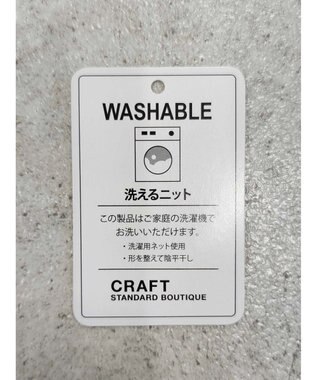 WASHABLE
洗えるニット
この製品はご家庭の洗濯機で
お洗いいただけます。
・洗濯用ネット使用
・形を整えて陰平干し
CRAFT
STANDARD BOUTIQUE